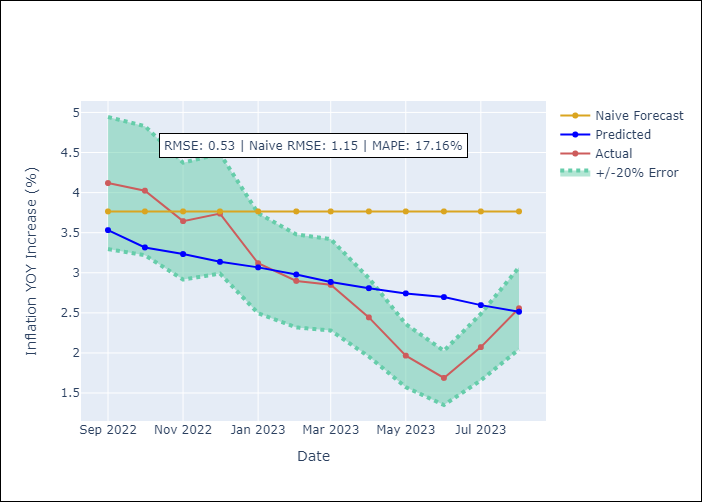 RMSE: 0.53 | Naive RMSE: 1.15 | MAPE: 17.16%
Naive Forecast
Predicted
Actual
+/-20% Error
Inflation YOY Increase (%)
5
4.5
4
3.5
3
2.5
2
1.5
Sep 2022
Nov 2022
Jan 2023
Mar 2023
May 2023
Jul 2023
Date